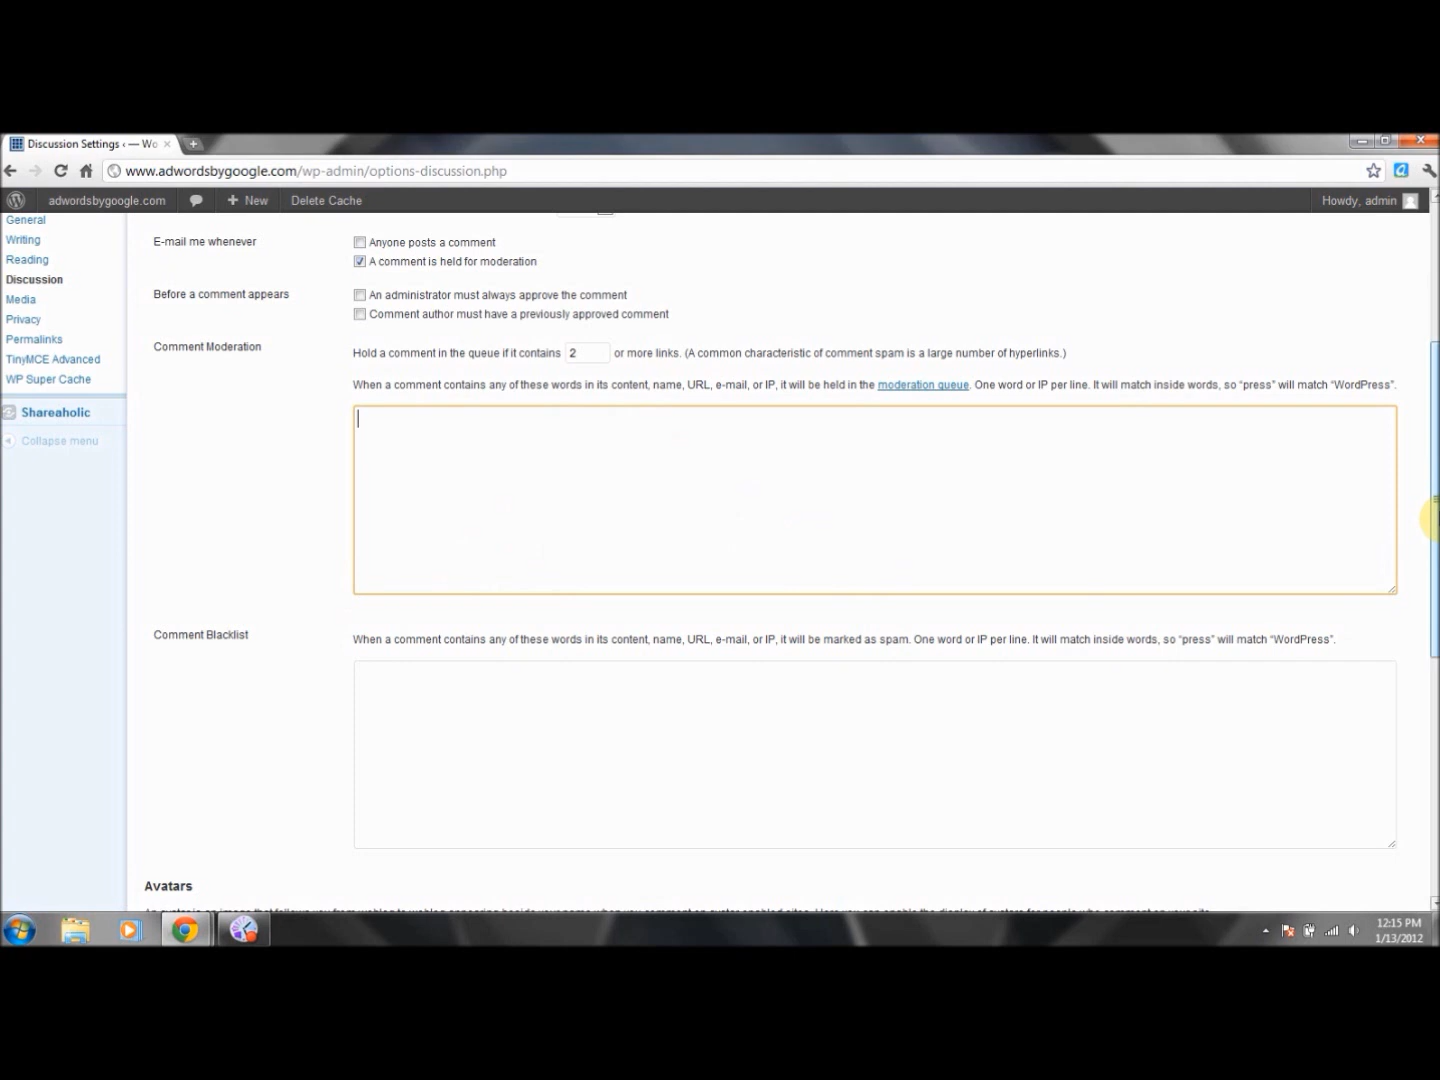 Discussion Settings ‹ — Wo
www.adwordsbygoogle.com/wp-admin/options-discussion.php
adwordsbygoogle.com
New
Delete Cache
Howdy, admin
General
Writing
Reading
Discussion
Media
Privacy
Permalinks
TinyMCE Advanced
WP Super Cache
Shareaholic
Collapse menu
E-mail me whenever
Anyone posts a comment
A comment is held for moderation
Before a comment appears
An administrator must always approve the comment
Comment author must have a previously approved comment
Comment Moderation
Hold a comment in the queue if it contains 2 or more links. (A common characteristic of comment spam is a large number of hyperlinks.)
When a comment contains any of these words in its content, name, URL, e-mail, or IP, it will be held in the moderation queue. One word or IP per line. It will match inside words, so “press” will match “WordPress”.
Comment Blacklist
When a comment contains any of these words in its content, name, URL, e-mail, or IP, it will be marked as spam. One word or IP per line. It will match inside words, so “press” will match “WordPress”.
Avatars
12:15 PM
1/13/2012